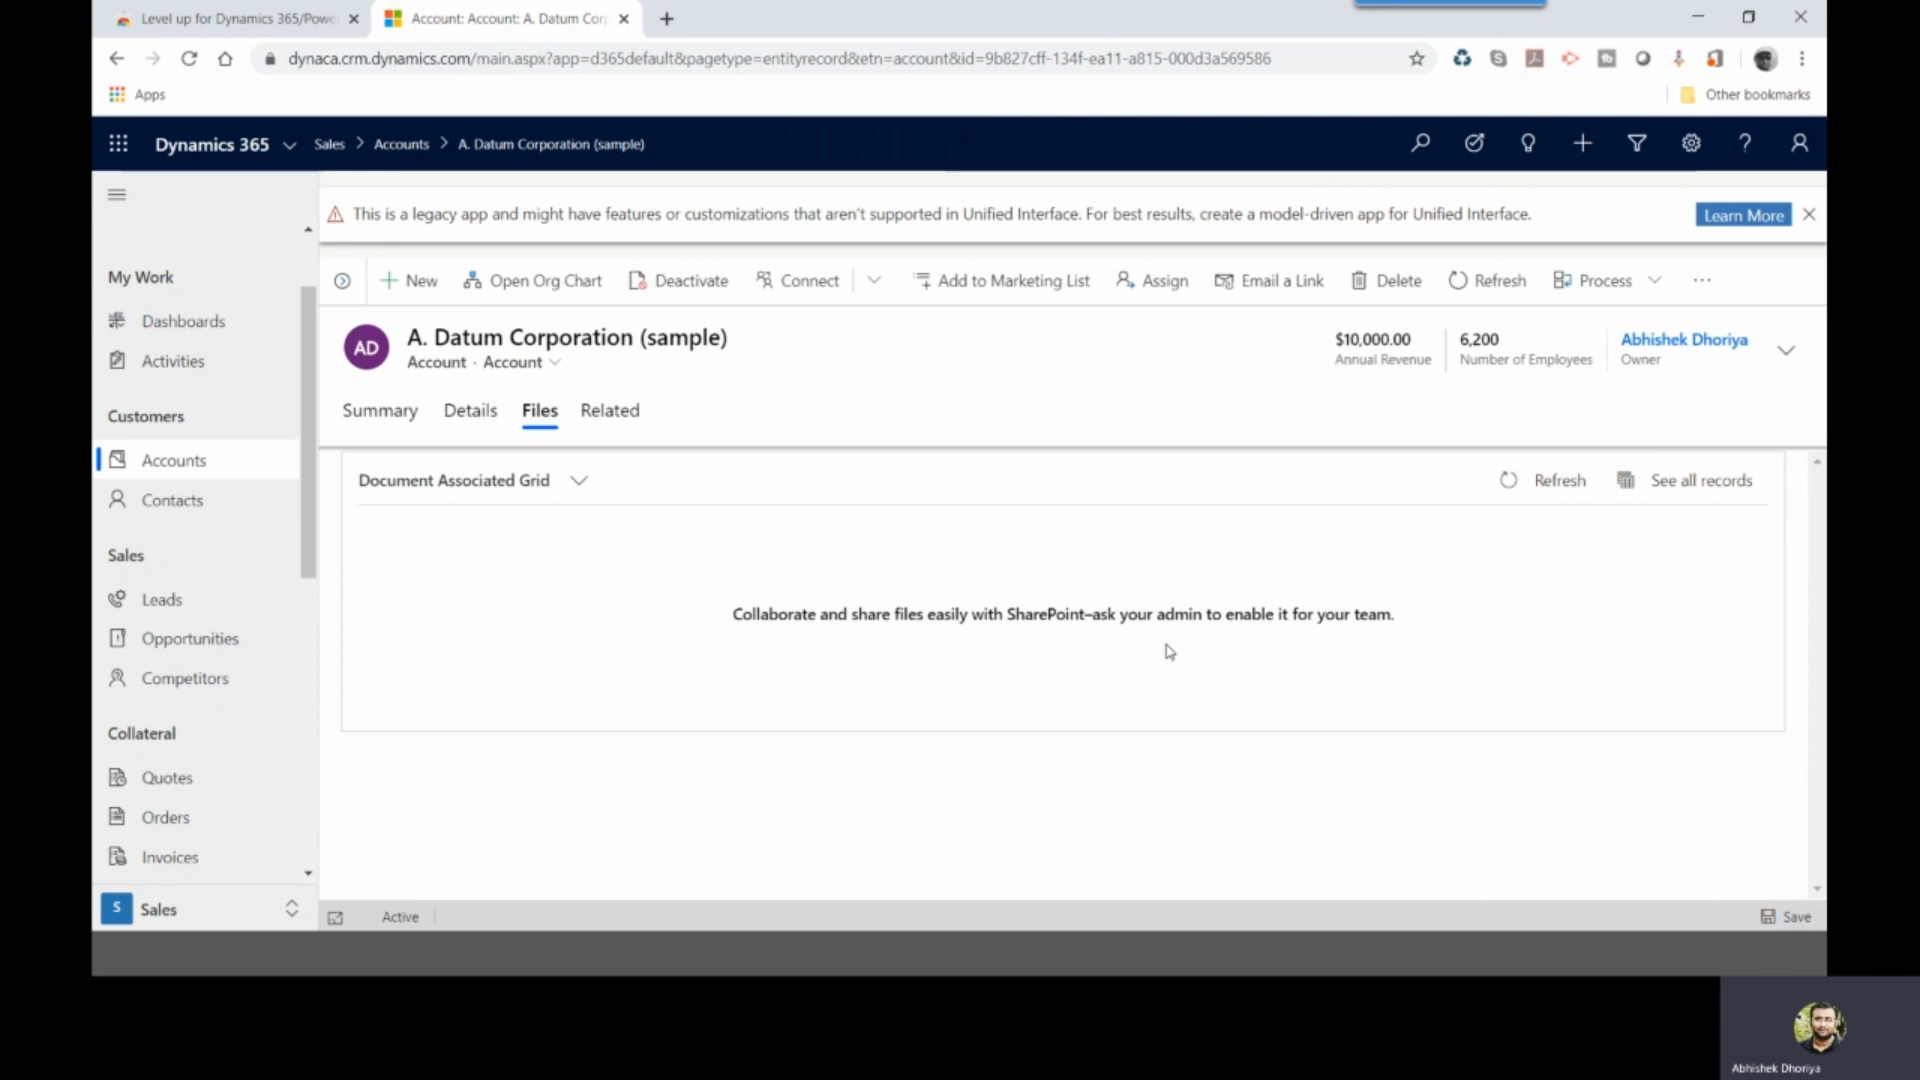 Level up for Dynamics 365/Powe
Account: Account: A. Datum Cor
dynaca.crm.dynamics.com/main.aspx?app=d365default&pagetype=entityrecord&etn=account&id=9b827cff-134f-ea11-a815-000d3a569586
Apps
Other bookmarks
Dynamics 365
Sales > Accounts > A. Datum Corporation (sample)
This is a legacy app and might have features or customizations that aren't supported in Unified Interface. For best results, create a model-driven app for Unified Interface.
Learn More
New
Open Org Chart
Deactivate
Connect
Add to Marketing List
Assign
Email a Link
Delete
Refresh
Process
AD
A. Datum Corporation (sample)
Account · Account
$10,000.00
Annual Revenue
6,200
Number of Employees
Abhishek Dhoriya
Owner
Summary
Details
Files
Related
My Work
Dashboards
Activities
Customers
Accounts
Contacts
Sales
Leads
Opportunities
Competitors
Collateral
Quotes
Orders
Invoices
S
Sales
Document Associated Grid
Refresh
See all records
Collaborate and share files easily with SharePoint–ask your admin to enable it for your team.
Active
Save
Abhishek Dhoriya